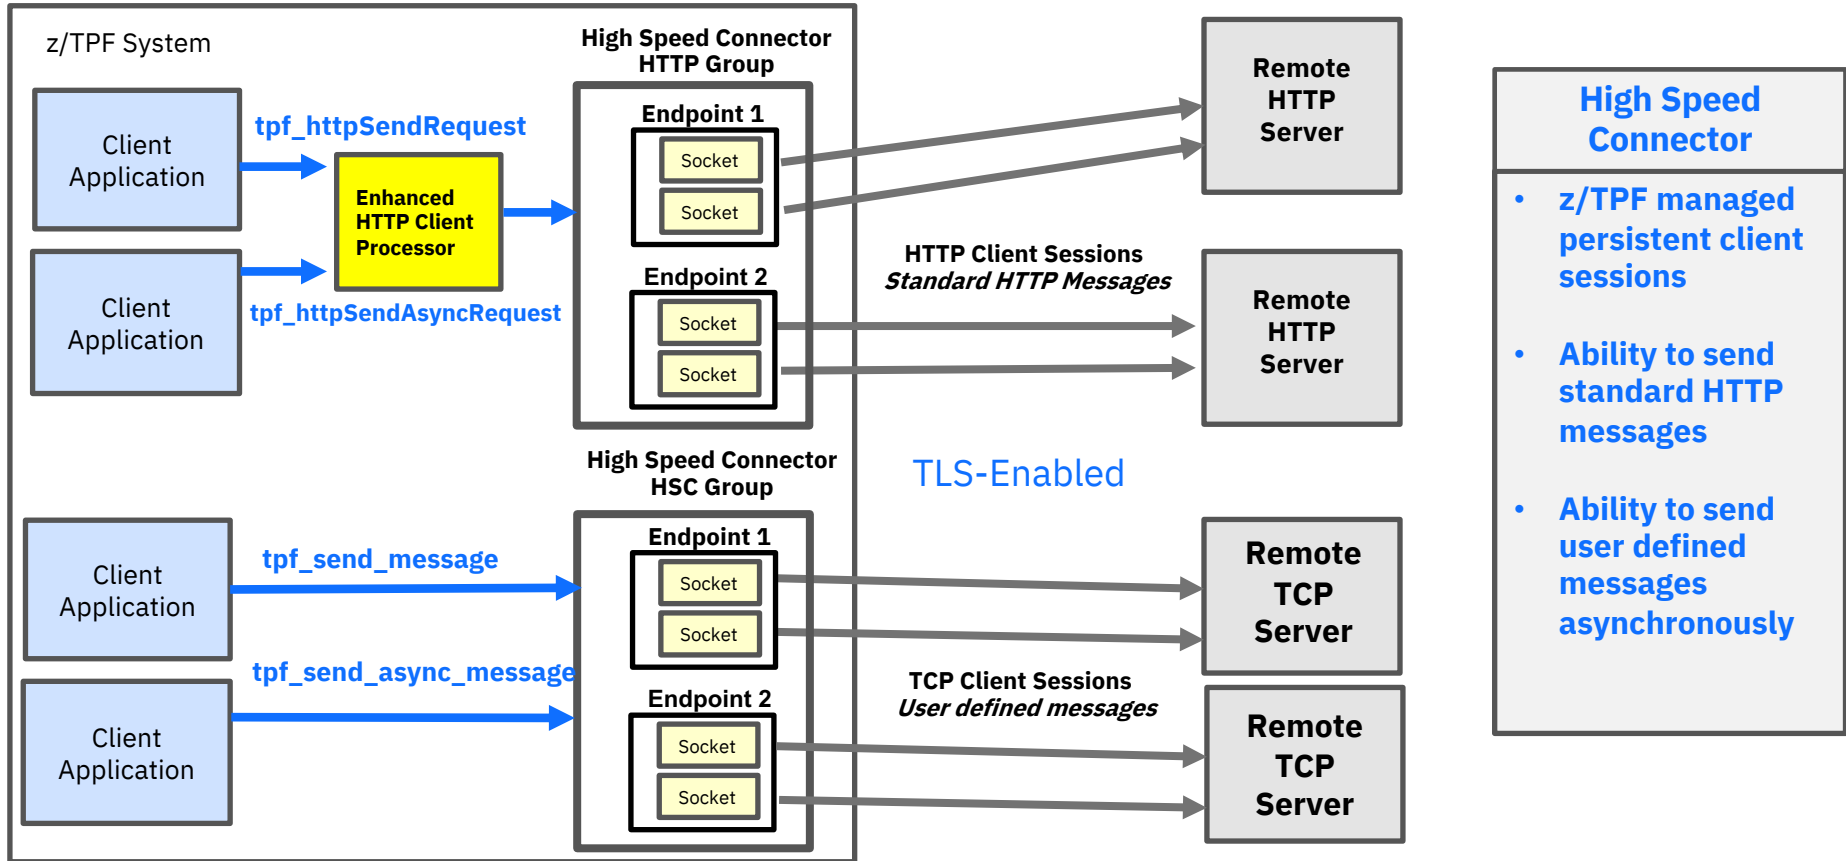 z/TPF System
High Speed Connector
HTTP Group
Client
Application
tpf_httpSendRequest
Enhanced
HTTP Client
Processor
Client
Application
tpf_httpSendAsyncRequest
Endpoint 1
Socket
Socket
Endpoint 2
Socket
Socket
HTTP Client Sessions
Standard HTTP Messages
Remote
HTTP
Server
Remote
HTTP
Server
High Speed Connector
HSC Group
TLS-Enabled
Client
Application
tpf_send_message
Client
Application
tpf_send_async_message
Endpoint 1
Socket
Socket
Endpoint 2
Socket
Socket
TCP Client Sessions
User defined messages
Remote
TCP
Server
Remote
TCP
Server
High Speed
Connector
• z/TPF managed
persistent client
sessions
• Ability to send
standard HTTP
messages
• Ability to send
user defined
messages
asynchronously